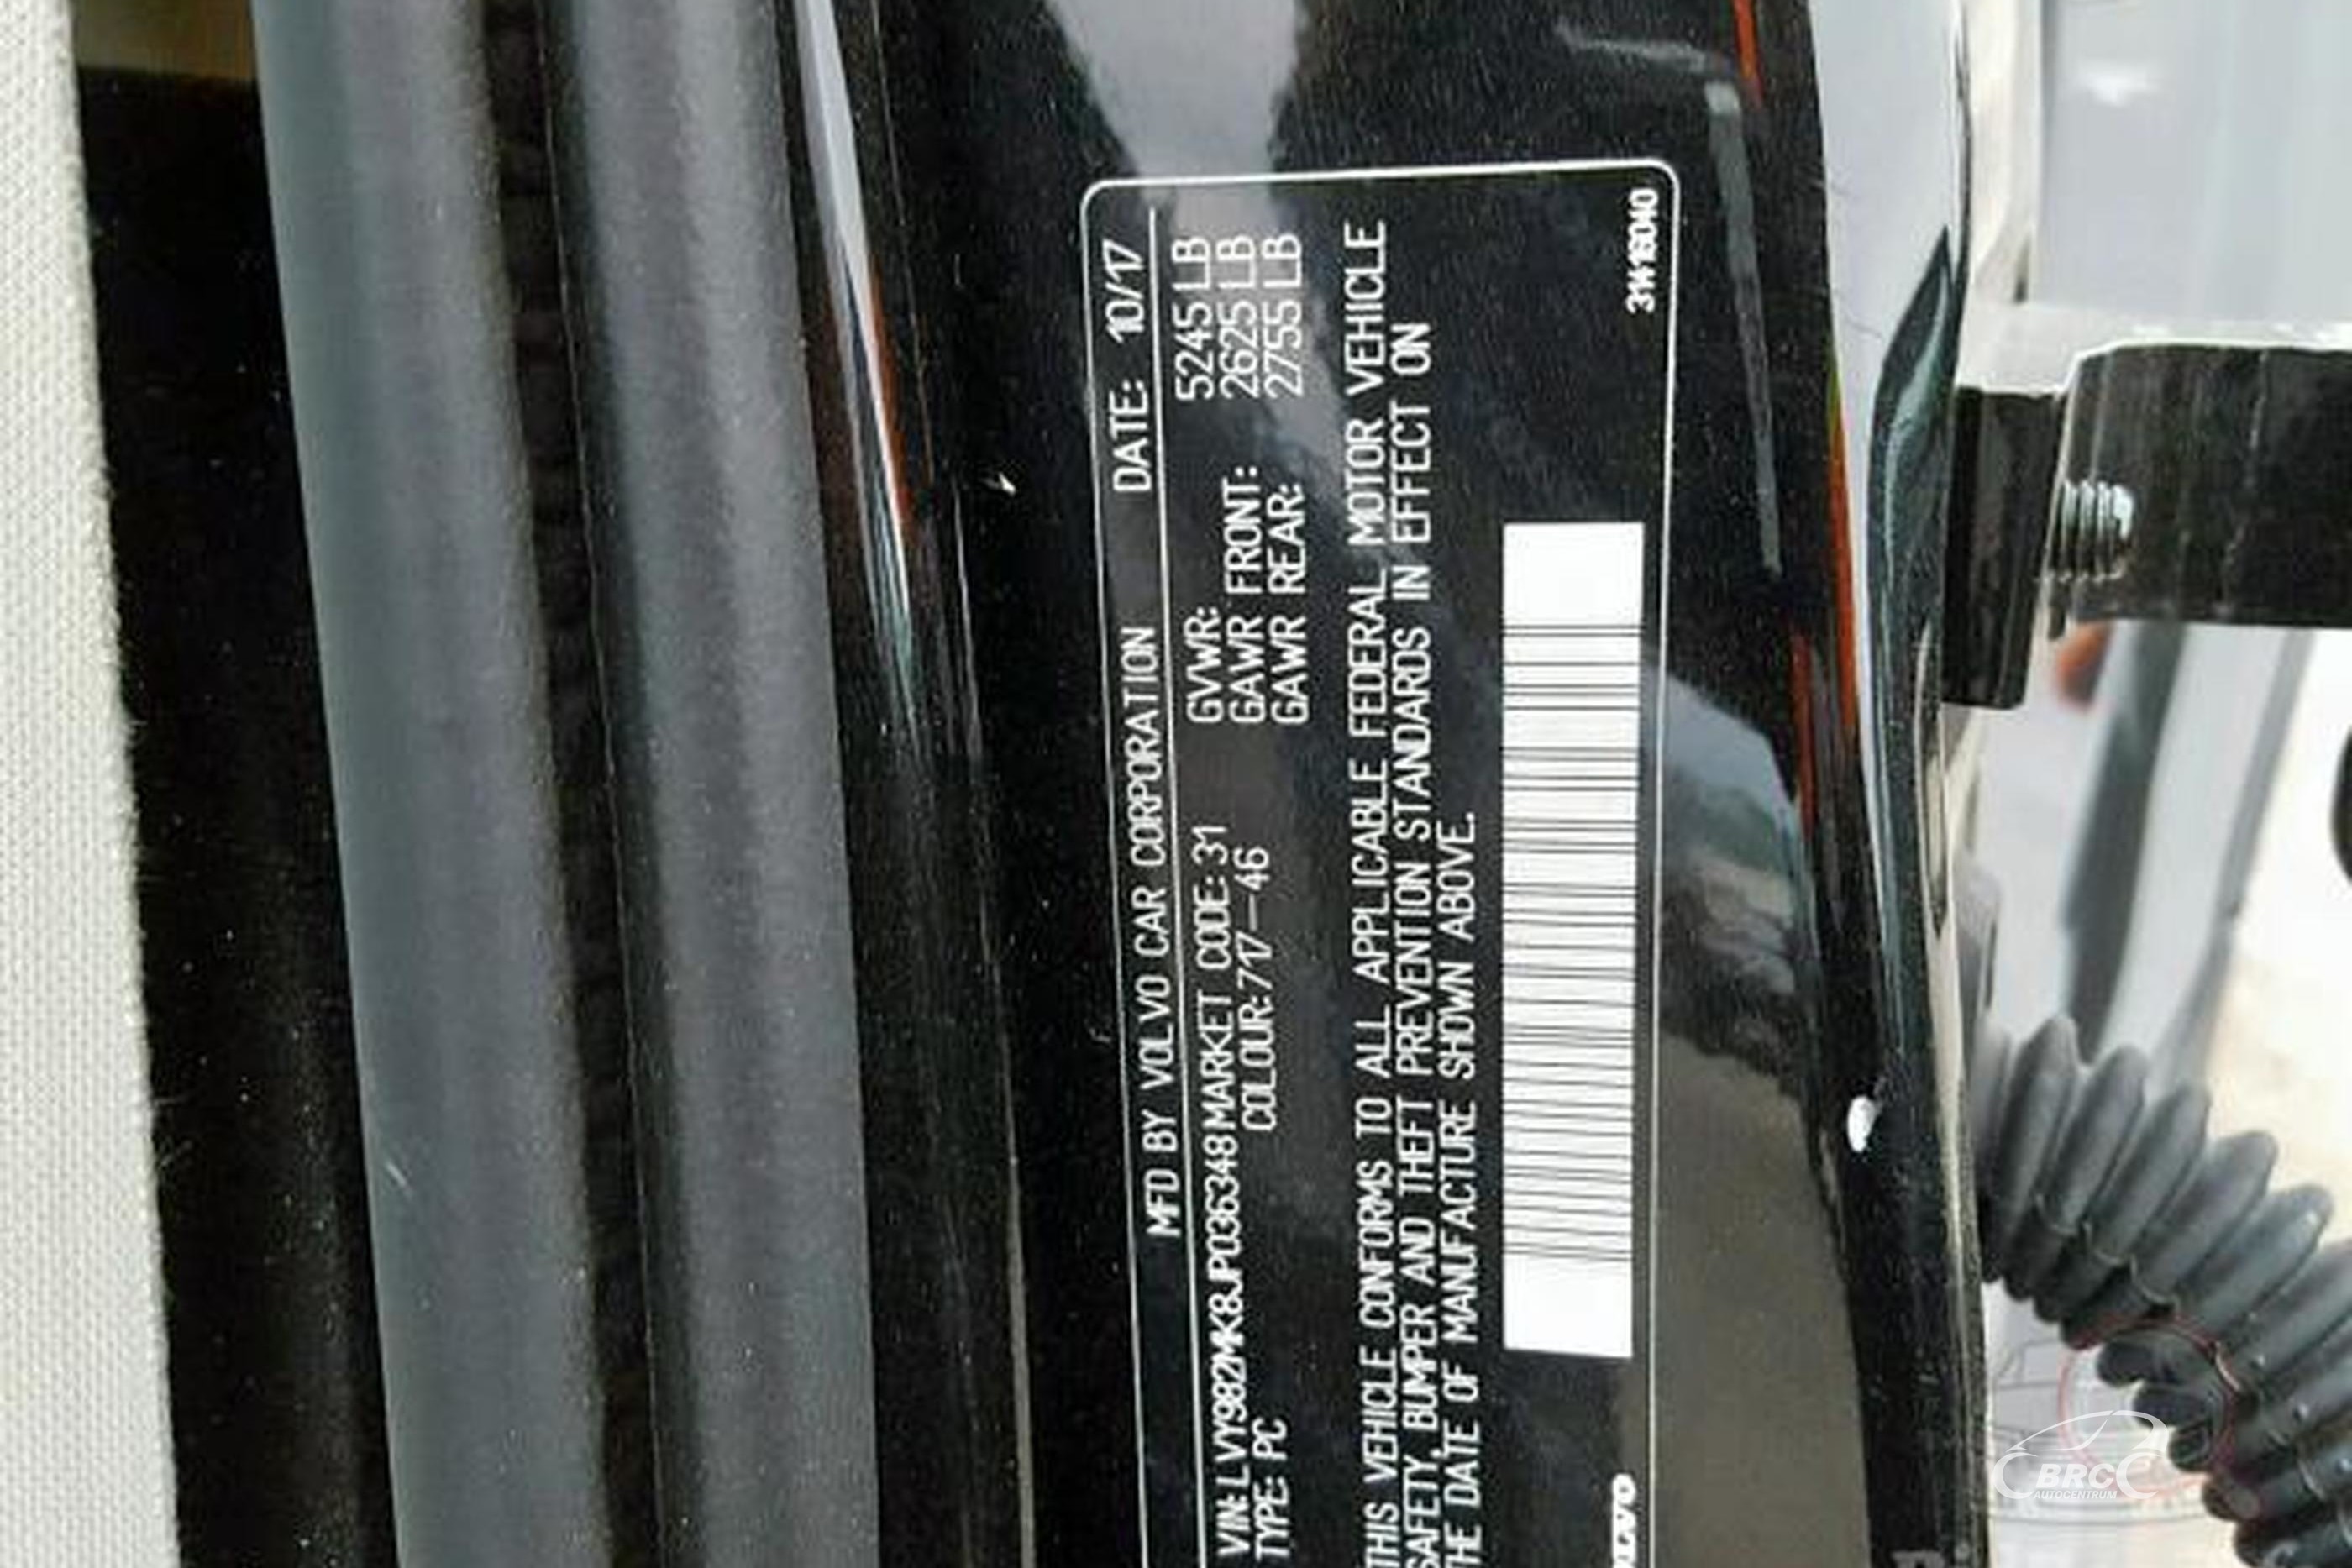 MFD BY VOLVO CAR CORPORATION DATE: 10/17
VIN: LVY982MK8JP036348 MARKET CODE: 31 GVWR: 5245 LB
TYPE: PC COLOUR: 717-46 GAWR FRONT: 2625 LB
GAWR REAR: 2755 LB
THIS VEHICLE CONFORMS TO ALL APPLICABLE FEDERAL MOTOR VEHICLE
SAFETY, BUMPER AND THEFT PREVENTION STANDARDS IN EFFECT ON
THE DATE OF MANUFACTURE SHOWN ABOVE.
VOLVO
31416040
BRC
AUTOCENTRUM